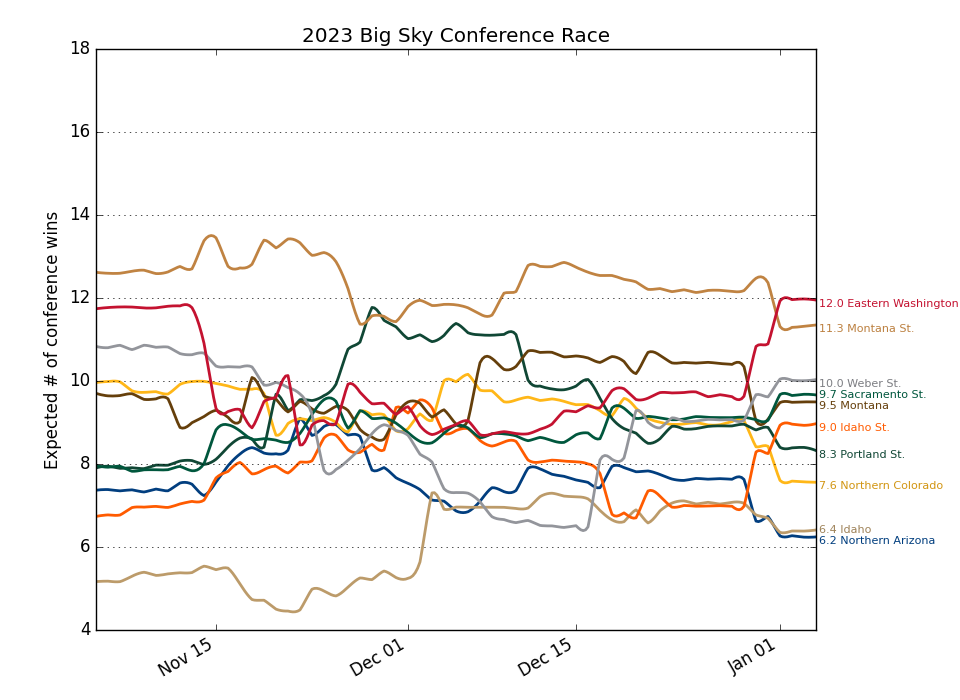 2023 Big Sky Conference Race
Expected # of conference wins
18
16
14
12
10
8
6
4
Nov 15
Dec 01
Dec 15
Jan 01
12.0 Eastern Washington
11.3 Montana St.
10.0 Weber St.
9.7 Sacramento St.
9.5 Montana
9.0 Idaho St.
8.3 Portland St.
7.6 Northern Colorado
6.4 Idaho
6.2 Northern Arizona